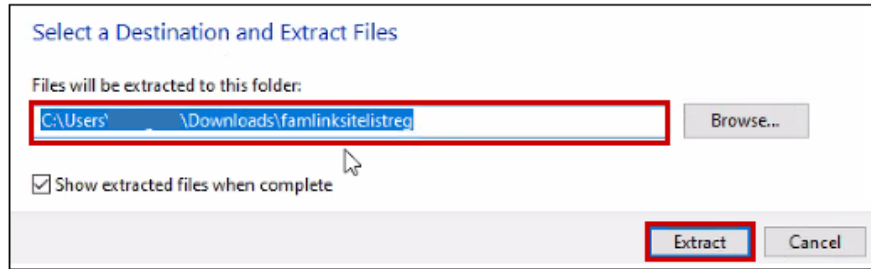 Select a Destination and Extract Files
Files will be extracted to this folder:
C:\Users\ \Downloads\famlinksitelistreg
Browse...
Show extracted files when complete
Extract
Cancel